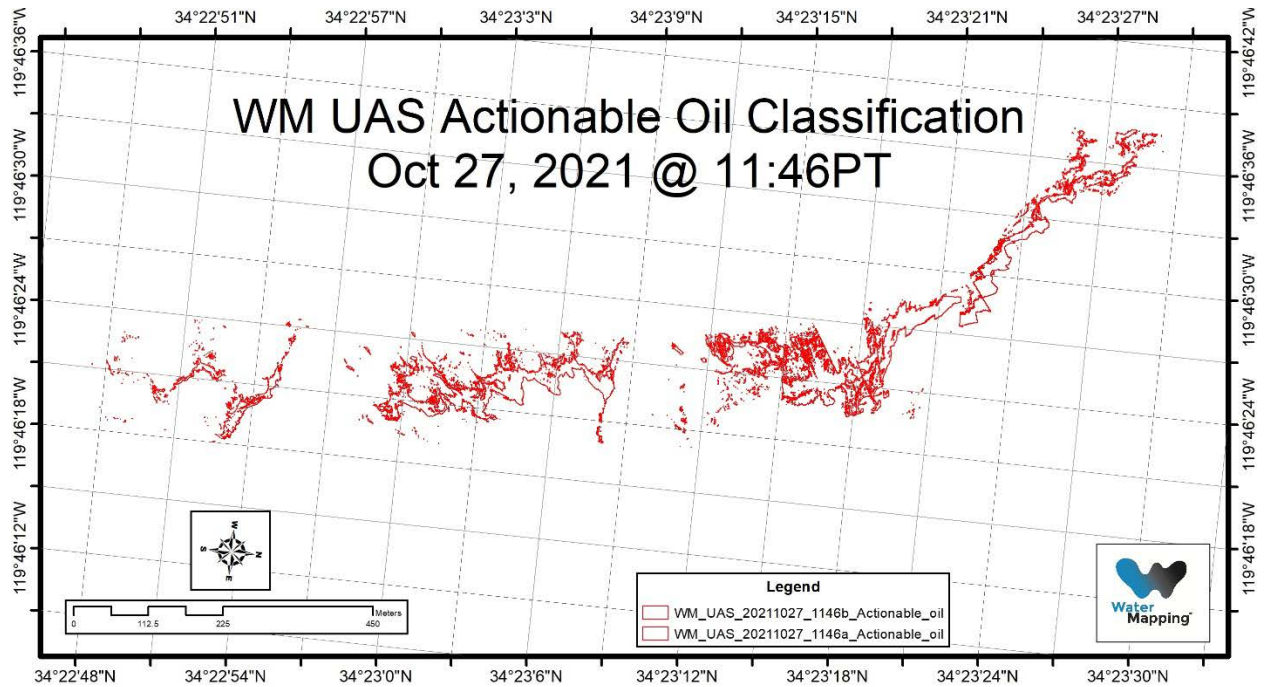 34°22'51"N 34°22'57"N 34°23'3"N 34°23'9"N 34°23'15"N 34°23'21"N 34°23'27"N
119°46'36"W
119°46'30"W
119°46'24"W
119°46'18"W
119°46'12"W
WM UAS Actionable Oil Classification
Oct 27, 2021 @ 11:46PT
119°46'42"W
119°46'36"W
119°46'30"W
119°46'24"W
119°46'18"W
W
S N
E
Meters
0 112.5 225 450
Legend
WM_UAS_20211027_1146b_Actionable_oil
WM_UAS_20211027_1146a_Actionable_oil
Water
Mapping
34°22'48"N 34°22'54"N 34°23'0"N 34°23'6"N 34°23'12"N 34°23'18"N 34°23'24"N 34°23'30"N